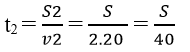 t₂ = S2/v2 = S/2.20 = S/40